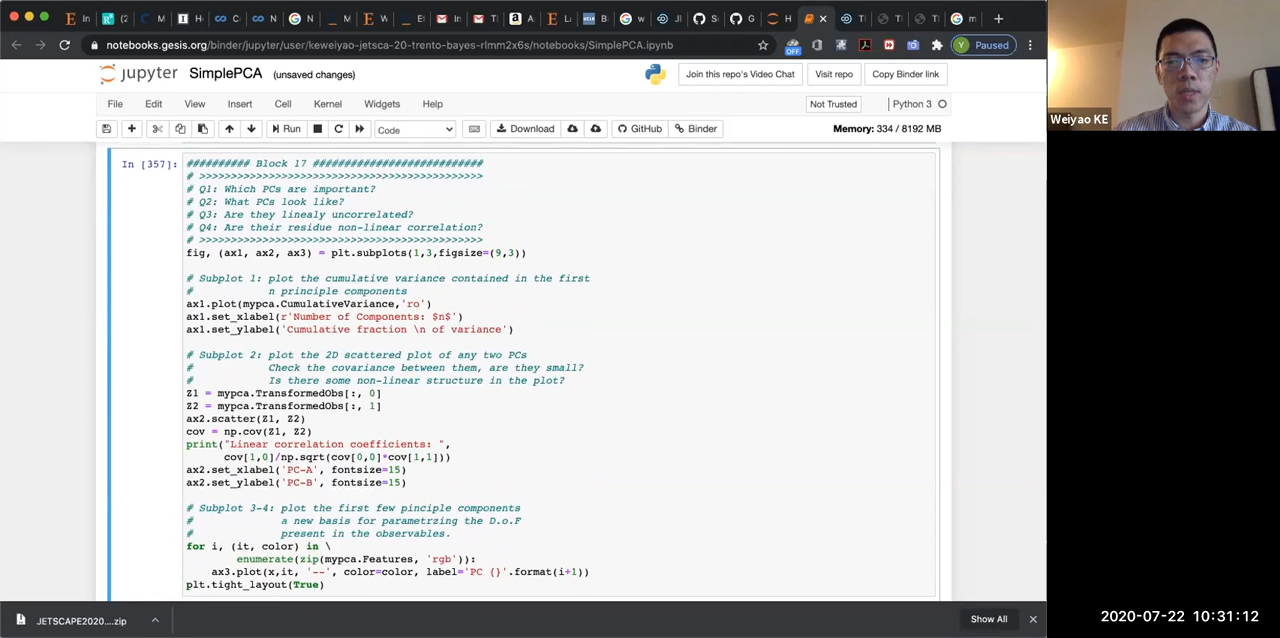 In
(2
M
H
Co
Co
N
W
E
In
T
A
L
B
w
Jl
S
G
H
T
T
T
m
Y
Paused
notebooks.gesis.org/binder/jupyter/user/keweiyao-jetsca-20-trento-bayes-rlmm2x6s/notebooks/SimplePCA.ipynb
OFF
jupyter SimplePCA (unsaved changes)
Join this repo's Video Chat
Visit repo
Copy Binder link
File Edit View Insert Cell Kernel Widgets Help
Not Trusted
Python 3
Run
Code
Download
GitHub
Binder
Memory: 334 / 8192 MB
In [357]:
########## Block 17 ###########################
# >>>>>>>>>>>>>>>>>>>>>>>>>>>>>>>>>>>>>>>>>>>>>
# Q1: Which PCs are important?
# Q2: What PCs look like?
# Q3: Are they linealy uncorrelated?
# Q4: Are their residue non-linear correlation?
# >>>>>>>>>>>>>>>>>>>>>>>>>>>>>>>>>>>>>>>>>>>>>
fig, (ax1, ax2, ax3) = plt.subplots(1,3,figsize=(9,3))
# Subplot 1: plot the cumulative variance contained in the first
#            n principle components
ax1.plot(mypca.CumulativeVariance,'ro')
ax1.set_xlabel(r'Number of Components: $n$')
ax1.set_ylabel('Cumulative fraction \n of variance')
# Subplot 2: plot the 2D scattered plot of any two PCs
#            Check the covariance between them, are they small?
#            Is there some non-linear structure in the plot?
Z1 = mypca.TransformedObs[:, 0]
Z2 = mypca.TransformedObs[:, 1]
ax2.scatter(Z1, Z2)
cov = np.cov(Z1, Z2)
print("Linear correlation coefficients: ",
      cov[1,0]/np.sqrt(cov[0,0]*cov[1,1]))
ax2.set_xlabel('PC-A', fontsize=15)
ax2.set_ylabel('PC-B', fontsize=15)
# Subplot 3-4: plot the first few pinciple components
#              a new basis for parametrzing the D.o.F
#              present in the observables.
for i, (it, color) in \
        enumerate(zip(mypca.Features, 'rgb')):
    ax3.plot(x,it, '--', color=color, label='PC {}'.format(i+1))
plt.tight_layout(True)
JETSCAPE2020....zip
Show All
Weiyao KE
2020-07-22 10:31:12